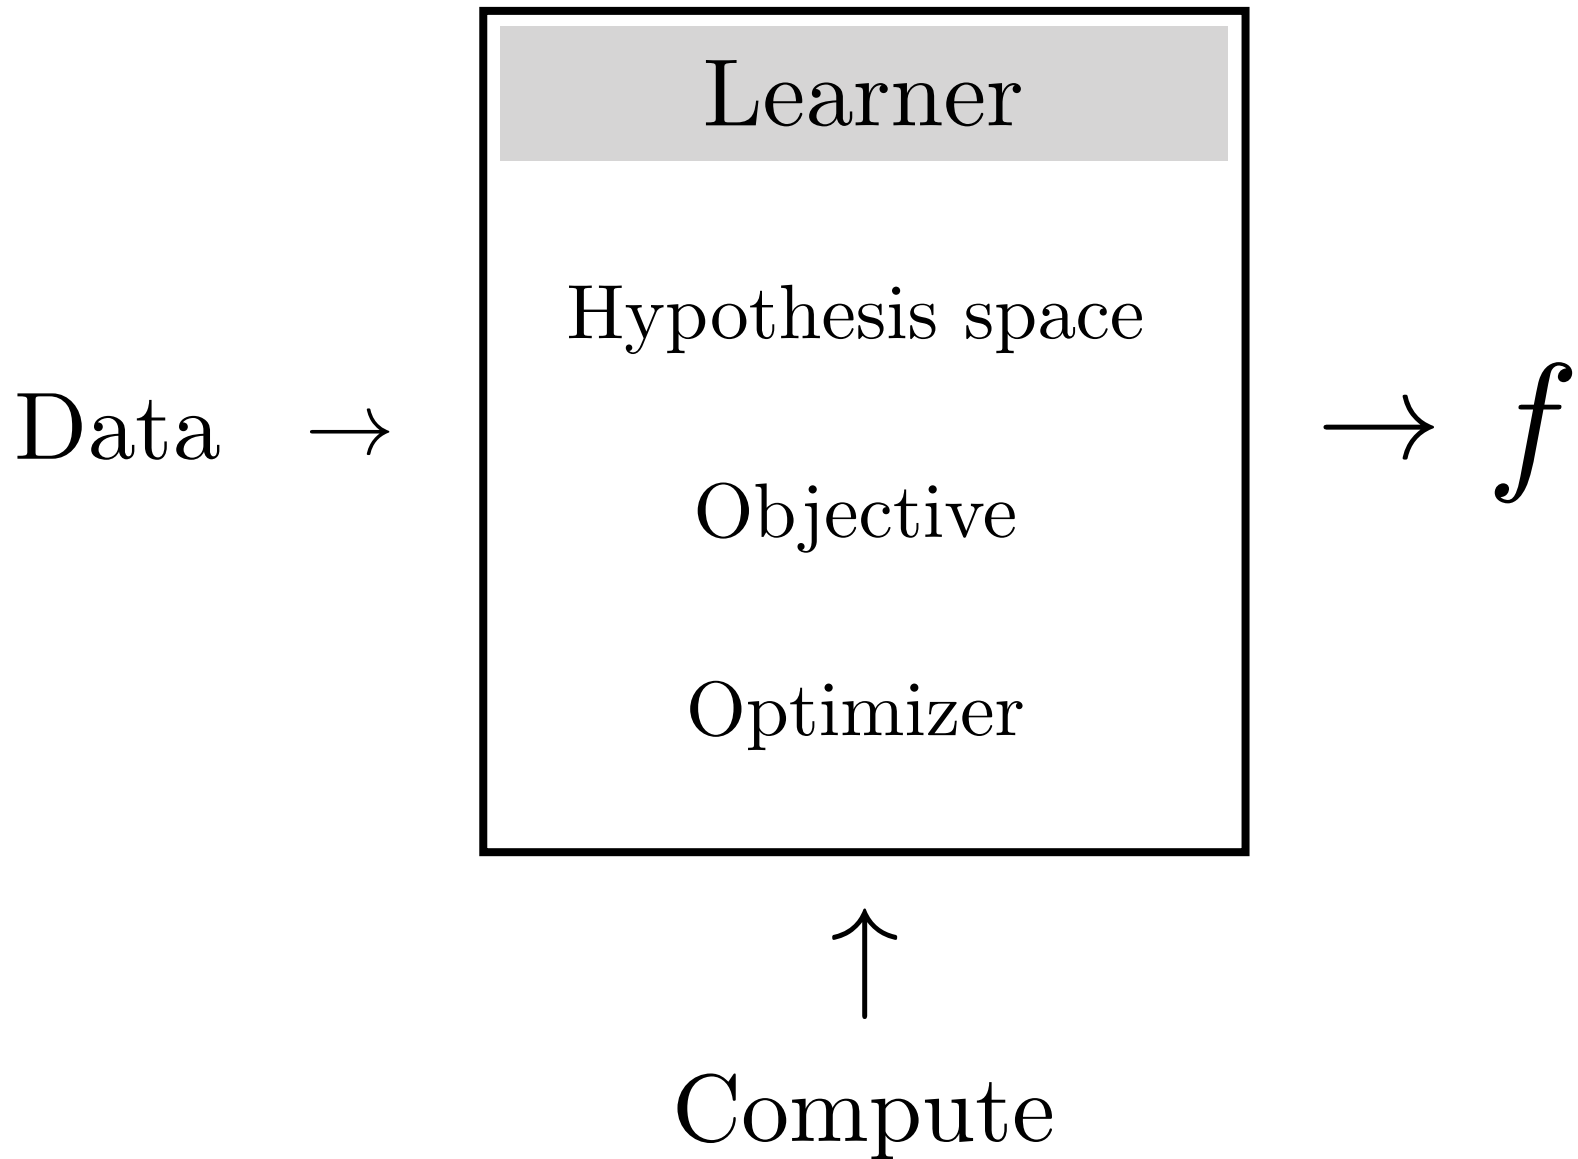 Learner
Hypothesis space
Data → → f
Objective
Optimizer
↑
Compute